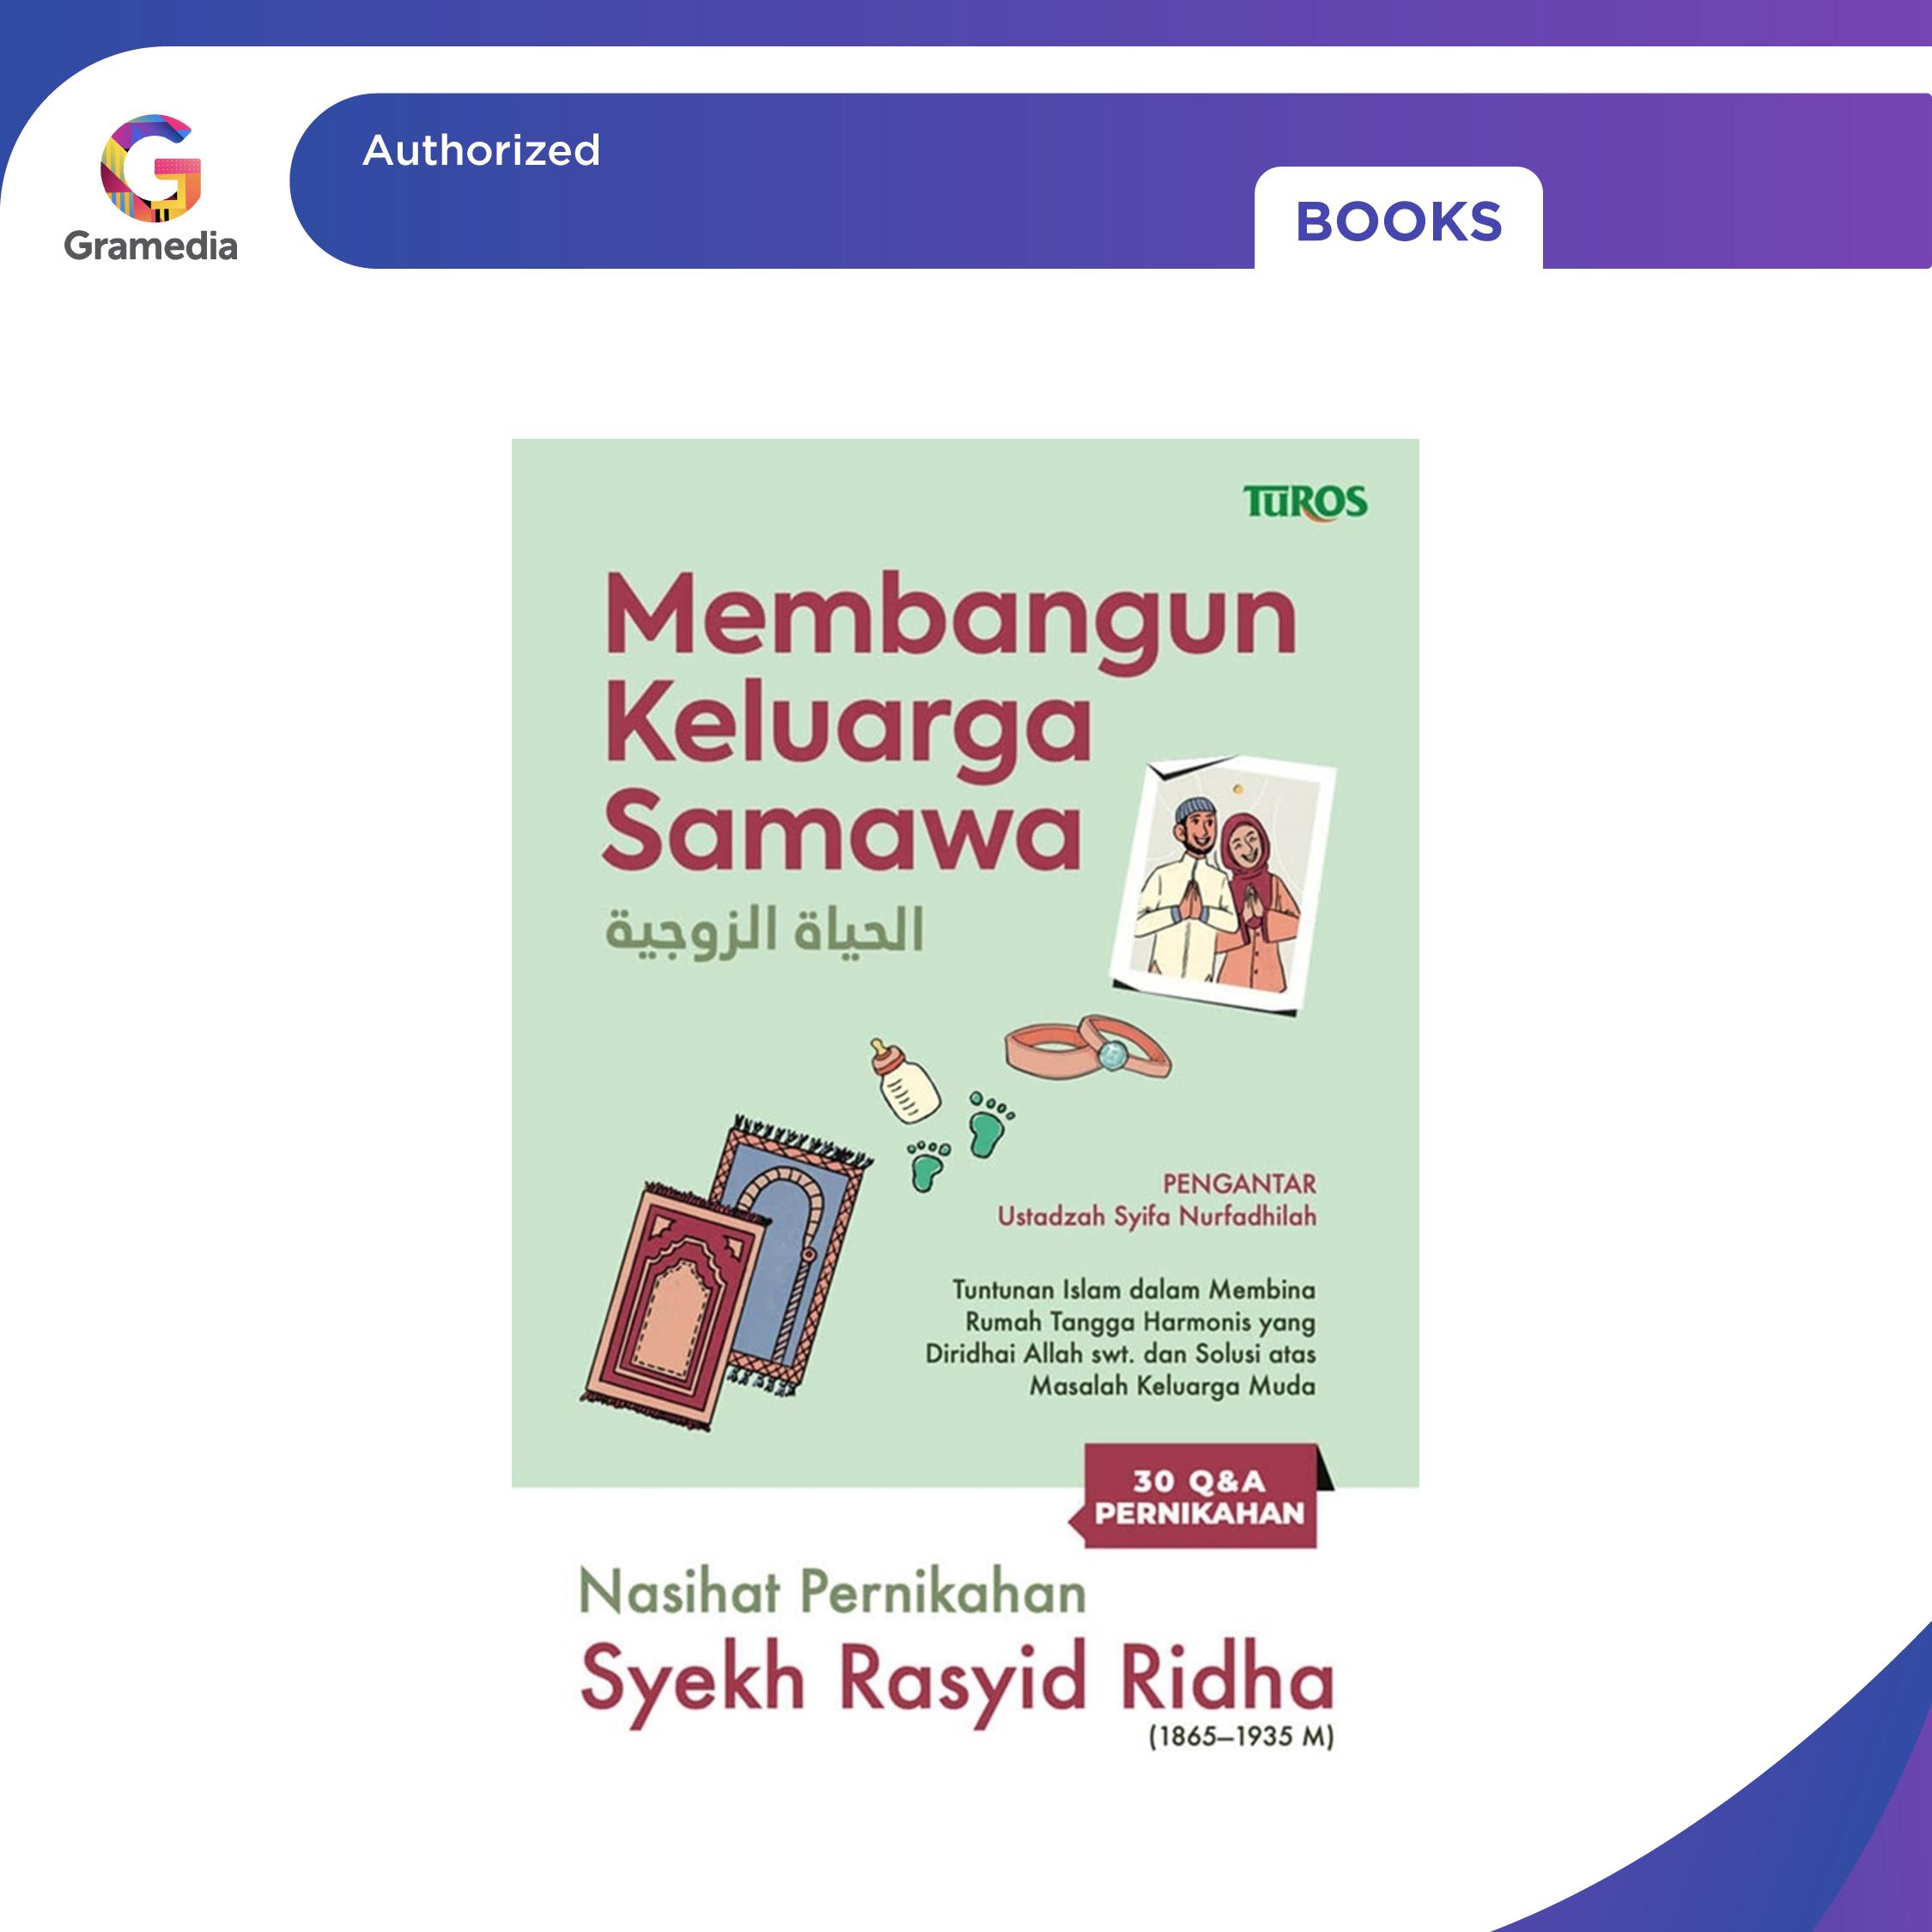 Gramedia
Authorized
BOOKS
TUROS
Membangun
Keluarga
Samawa
الحياة الزوجية
PENGANTAR
Ustadzah Syifa Nurfadhilah
Tuntunan Islam dalam Membina
Rumah Tangga Harmonis yang
Diridhai Allah swt. dan Solusi atas
Masalah Keluarga Muda
30 Q&A
PERNIKAHAN
Nasihat Pernikahan
Syekh Rasyid Ridha
(1865–1935 M)